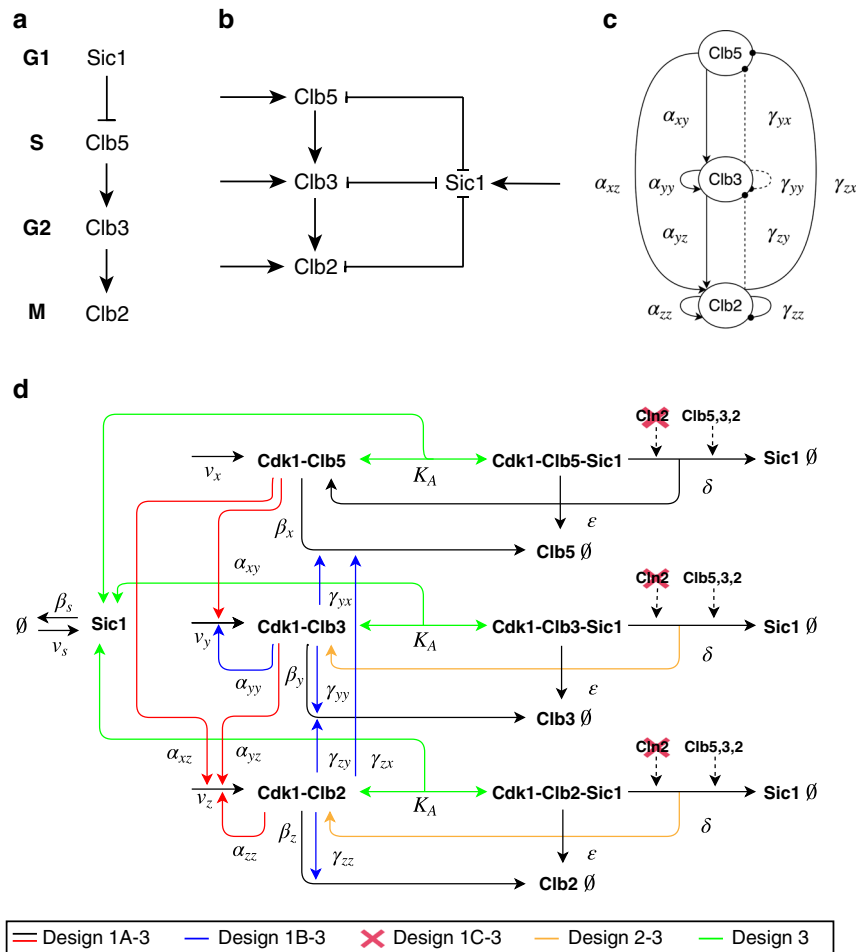 a
G1 Sic1
S Clb5
G2 Clb3
M Clb2
b
Clb5
Clb3 Sic1
Clb2
c
Clb5
α_xy γ_yx
α_xz α_yy Clb3 γ_yy γ_zx
α_yz γ_zy
α_zz Clb2 γ_zz
d
Cln2 Clb5,3,2
v_x Cdk1-Clb5 K_A Cdk1-Clb5-Sic1 δ Sic1 Ø
β_x ε
Clb5 Ø
α_xy γ_yx
Cln2 Clb5,3,2
Ø β_s v_s Sic1 v_y Cdk1-Clb3 K_A Cdk1-Clb3-Sic1 δ Sic1 Ø
α_yy β_y γ_yy ε
Clb3 Ø
α_xz α_yz γ_zy γ_zx
Cln2 Clb5,3,2
v_z Cdk1-Clb2 K_A Cdk1-Clb2-Sic1 δ Sic1 Ø
α_zz β_z γ_zz ε
Clb2 Ø
Design 1A-3 Design 1B-3 Design 1C-3 Design 2-3 Design 3